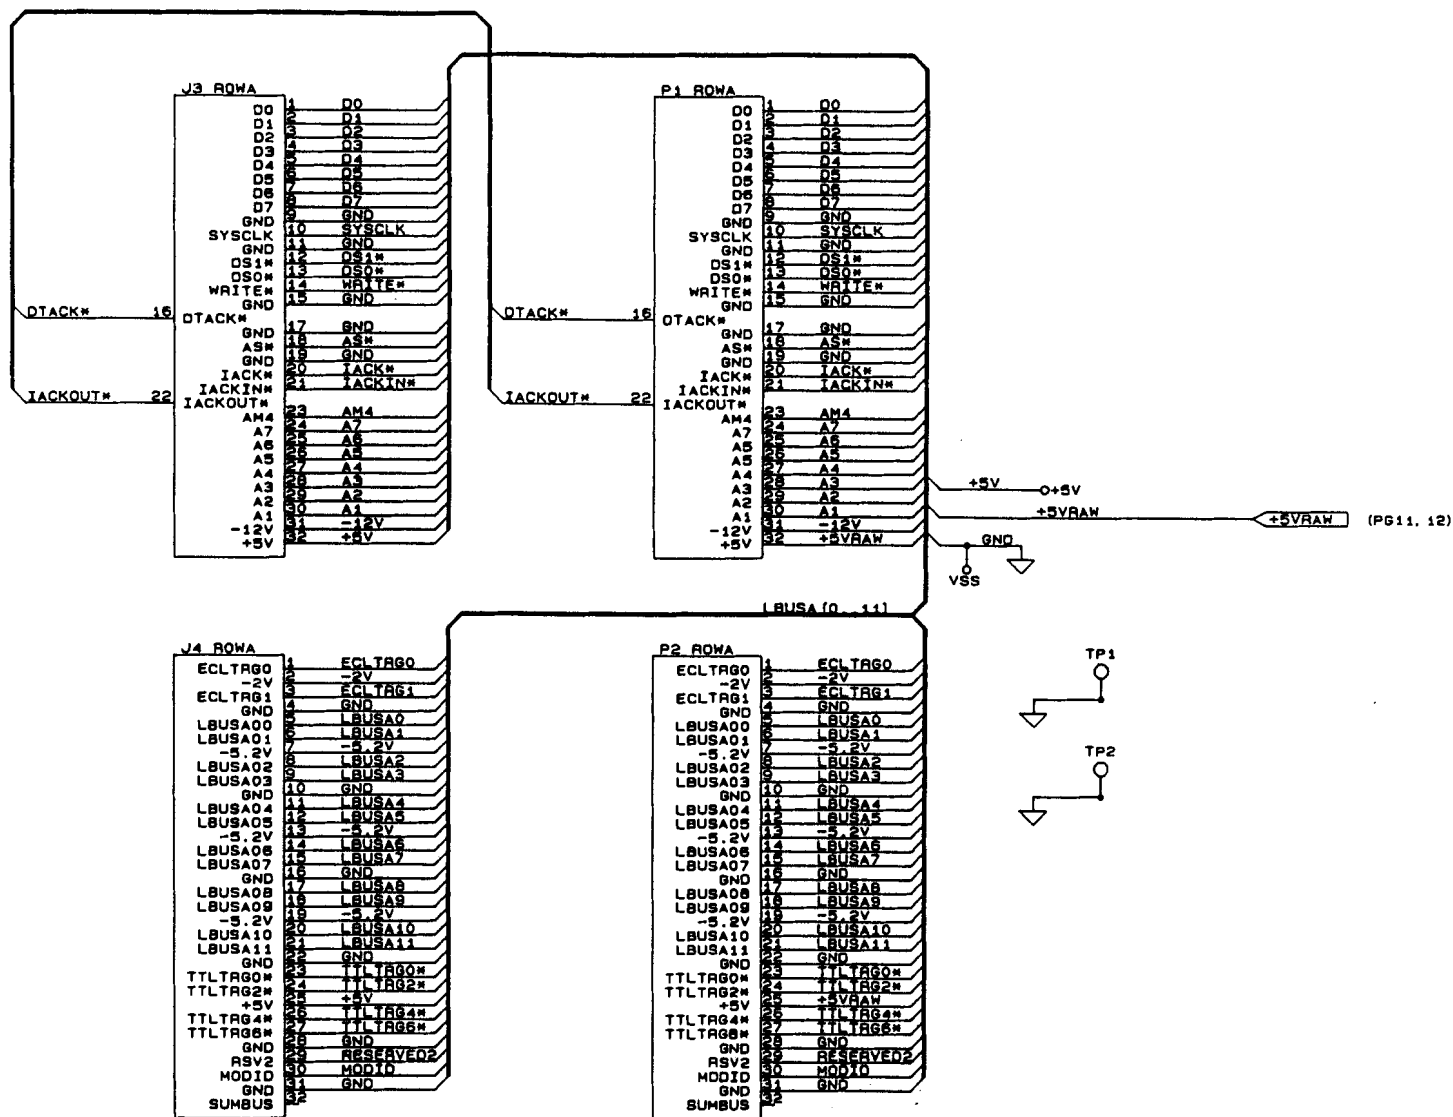 J3 ROWA
D0 1 D0
D1 2 D1
D2 3 D2
D3 4 D3
D4 5 D4
D5 6 D5
D6 7 D6
D7 8 D7
GND 9 GND
SYSCLK 10 SYSCLK
GND 11 GND
DS1* 12 DS1*
DS0* 13 DS0*
WRITE* 14 WRITE*
GND 15 GND
DTACK* 16 DTACK*
GND 17 GND
AS* 18 AS*
GND 19 GND
IACK* 20 IACK*
IACKIN* 21 IACKIN*
IACKOUT* 22 IACKOUT*
AM4 23 AM4
A7 24 A7
A6 25 A6
A5 26 A5
A4 27 A4
A3 28 A3
A2 29 A2
A1 30 A1
-12V 31 -12V
+5V 32 +5V
P1 ROWA
D0 1 D0
D1 2 D1
D2 3 D2
D3 4 D3
D4 5 D4
D5 6 D5
D6 7 D6
D7 8 D7
GND 9 GND
SYSCLK 10 SYSCLK
GND 11 GND
DS1* 12 DS1*
DS0* 13 DS0*
WRITE* 14 WRITE*
GND 15 GND
DTACK* 16 DTACK*
GND 17 GND
AS* 18 AS*
GND 19 GND
IACK* 20 IACK*
IACKIN* 21 IACKIN*
IACKOUT* 22 IACKOUT*
AM4 23 AM4
A7 24 A7
A6 25 A6
A5 26 A5
A4 27 A4
A3 28 A3
A2 29 A2
A1 30 A1
-12V 31 -12V
+5V 32 +5VRAW
+5V +5V
+5VRAW +5VRAW (PG11, 12)
GND
VSS
LBUSA[0..11]
J4 ROWA
ECLTRG0 1 ECLTRG0
-2V 2 -2V
ECLTRG1 3 ECLTRG1
GND 4 GND
LBUSA00 5 LBUSA0
LBUSA01 6 LBUSA1
-5.2V 7 -5.2V
LBUSA02 8 LBUSA2
LBUSA03 9 LBUSA3
GND 10 GND
LBUSA04 11 LBUSA4
LBUSA05 12 LBUSA5
-5.2V 13 -5.2V
LBUSA06 14 LBUSA6
LBUSA07 15 LBUSA7
GND 16 GND
LBUSA08 17 LBUSA8
LBUSA09 18 LBUSA9
-5.2V 19 -5.2V
LBUSA10 20 LBUSA10
LBUSA11 21 LBUSA11
GND 22 GND
TTLTRG0* 23 TTLTRG0*
TTLTRG2* 24 TTLTRG2*
+5V 25 +5V
TTLTRG4* 26 TTLTRG4*
TTLTRG6* 27 TTLTRG6*
GND 28 GND
RSV2 29 RESERVED2
MODID 30 MODID
GND 31 GND
SUMBUS 32
P2 ROWA
ECLTRG0 1 ECLTRG0
-2V 2 -2V
ECLTRG1 3 ECLTRG1
GND 4 GND
LBUSA00 5 LBUSA0
LBUSA01 6 LBUSA1
-5.2V 7 -5.2V
LBUSA02 8 LBUSA2
LBUSA03 9 LBUSA3
GND 10 GND
LBUSA04 11 LBUSA4
LBUSA05 12 LBUSA5
-5.2V 13 -5.2V
LBUSA06 14 LBUSA6
LBUSA07 15 LBUSA7
GND 16 GND
LBUSA08 17 LBUSA8
LBUSA09 18 LBUSA9
-5.2V 19 -5.2V
LBUSA10 20 LBUSA10
LBUSA11 21 LBUSA11
GND 22 GND
TTLTRG0* 23 TTLTRG0*
TTLTRG2* 24 TTLTRG2*
+5V 25 +5VRAW
TTLTRG4* 26 TTLTRG4*
TTLTRG6* 27 TTLTRG6*
GND 28 GND
RSV2 29 RESERVED2
MODID 30 MODID
GND 31 GND
SUMBUS 32
TP1
TP2